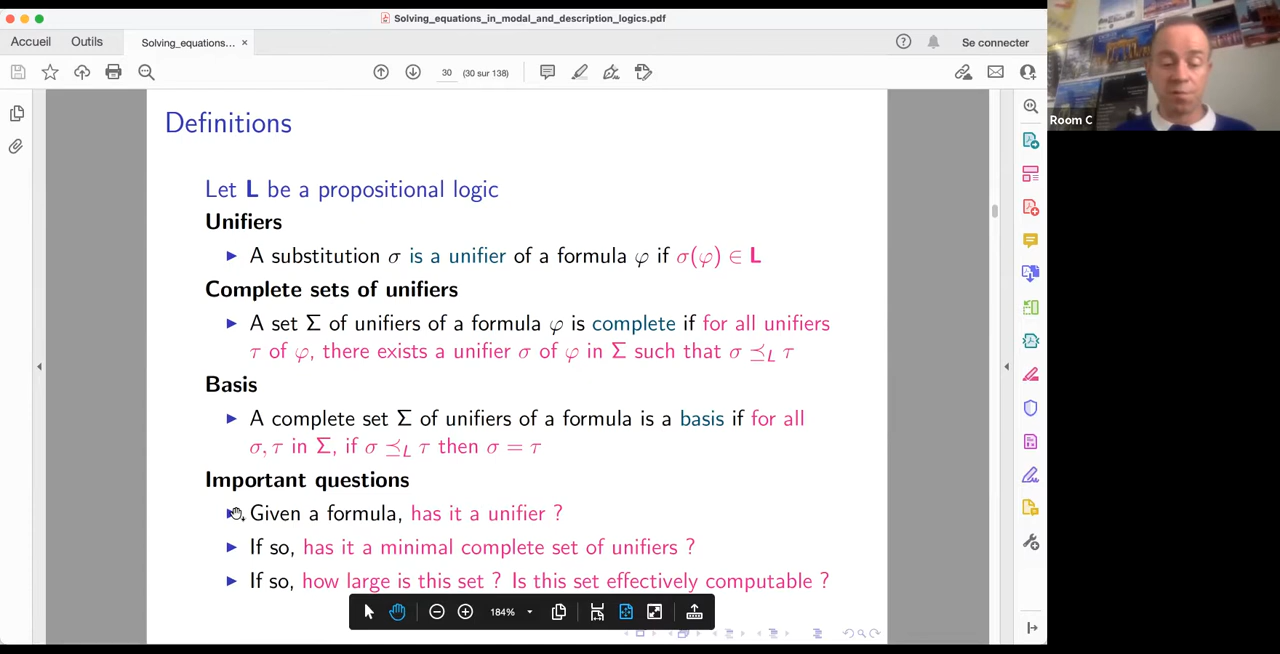 Solving_equations_in_modal_and_description_logics.pdf
Accueil Outils Solving_equations... × Se connecter
30 (30 sur 138)
Room C
Definitions
Let L be a propositional logic
Unifiers
► A substitution σ is a unifier of a formula φ if σ(φ) ∈ L
Complete sets of unifiers
► A set Σ of unifiers of a formula φ is complete if for all unifiers
τ of φ, there exists a unifier σ of φ in Σ such that σ ⪯L τ
Basis
► A complete set Σ of unifiers of a formula is a basis if for all
σ, τ in Σ, if σ ⪯L τ then σ = τ
Important questions
► Given a formula, has it a unifier ?
► If so, has it a minimal complete set of unifiers ?
► If so, how large is this set ? Is this set effectively computable ?
184%